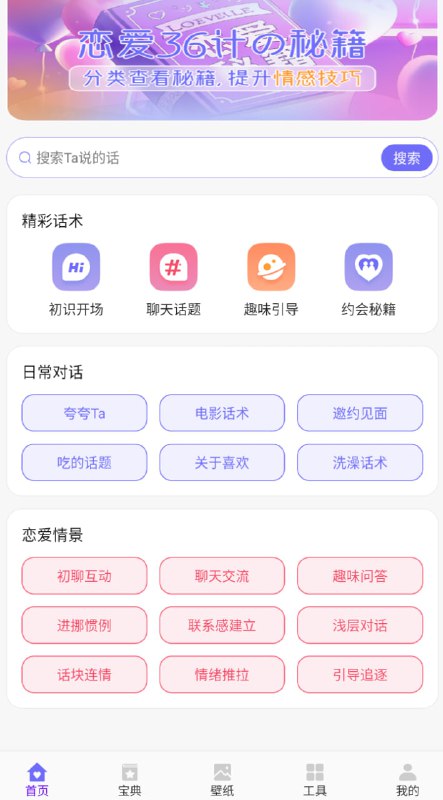 LOEVELLE
恋爱36计の秘籍
分类查看秘籍,提升情感技巧
搜索Ta说的话
搜索
精彩话术
Hi
#
初识开场
聊天话题
趣味引导
约会秘籍
日常对话
夸夸Ta
电影话术
邀约见面
吃的话题
关于喜欢
洗澡话术
恋爱情景
初聊互动
聊天交流
趣味问答
进挪惯例
联系感建立
浅层对话
话块连情
情绪推拉
引导追逐
首页
宝典
壁纸
工具
我的